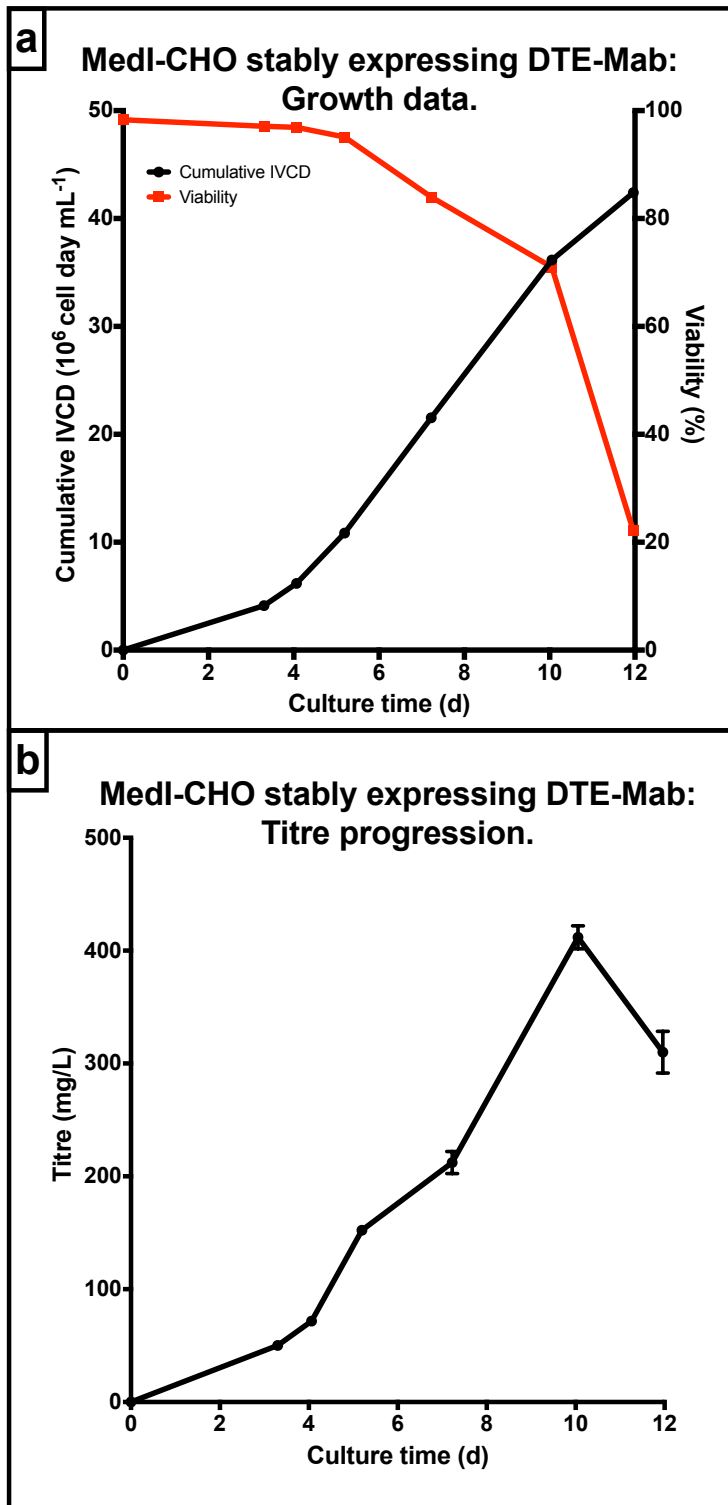 a
MedI-CHO stably expressing DTE-Mab:
Growth data.
Cumulative IVCD
Viability
50
40
30
20
10
0
Cumulative IVCD (10⁶ cell day mL⁻¹)
100
80
60
40
20
0
Viability (%)
0 2 4 6 8 10 12
Culture time (d)
b
MedI-CHO stably expressing DTE-Mab:
Titre progression.
500
400
300
200
100
0
Titre (mg/L)
0 2 4 6 8 10 12
Culture time (d)